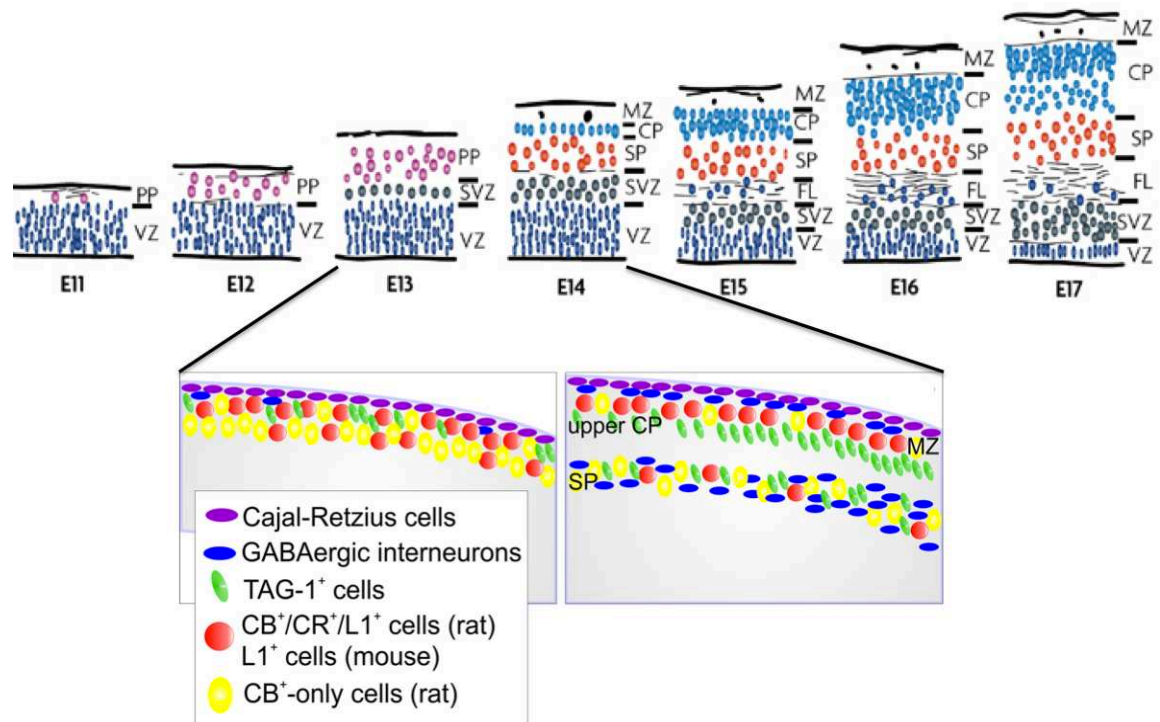 PP
VZ
E11
PP
VZ
E12
PP
SVZ
VZ
E13
MZ
CP
SP
SVZ
VZ
E14
MZ
CP
SP
FL
SVZ
VZ
E15
MZ
CP
SP
FL
SVZ
VZ
E16
MZ
CP
SP
FL
SVZ
VZ
E17
upper CP
MZ
SP
Cajal-Retzius cells
GABAergic interneurons
TAG-1⁺ cells
CB⁺/CR⁺/L1⁺ cells (rat)
L1⁺ cells (mouse)
CB⁺-only cells (rat)